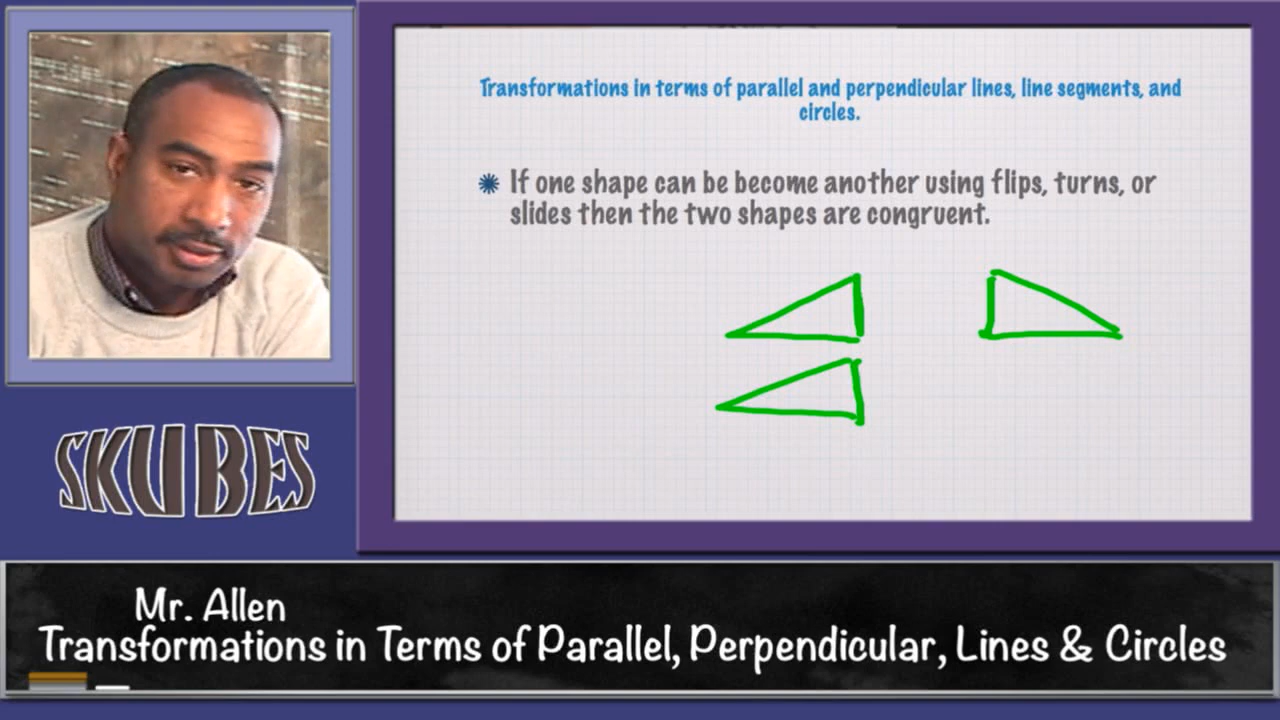 Transformations in terms of parallel and perpendicular lines, line segments, and
circles.
If one shape can be become another using flips, turns, or
slides then the two shapes are congruent.
SKUBES
Mr. Allen
Transformations in Terms of Parallel, Perpendicular, Lines & Circles